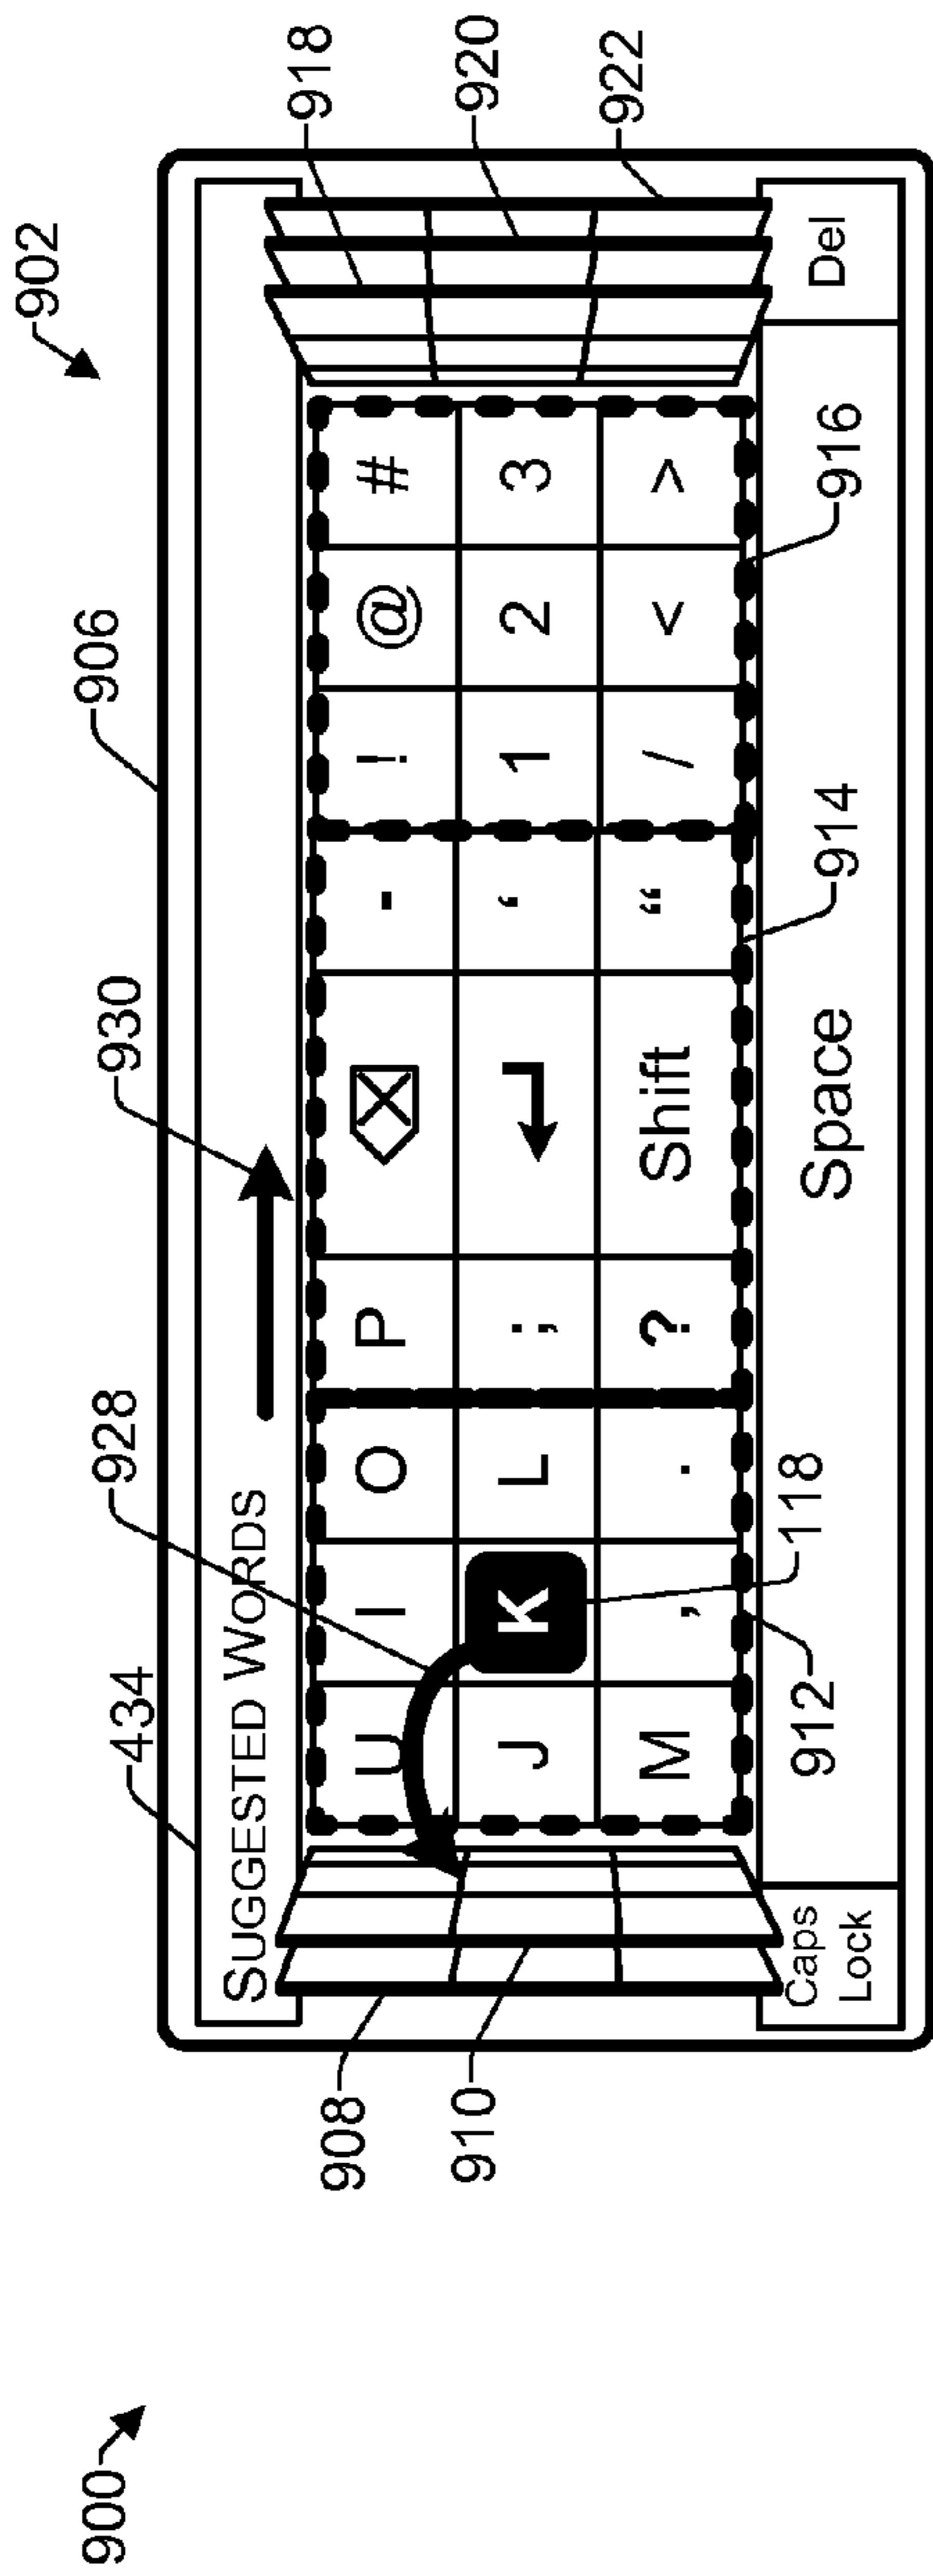 902
900 434 928 930 906
SUGGESTED WORDS
908 918
U I O P - ! @ #
910 920
J K L ; ‘ 1 2 3
922
M , . ? Shift “ / < >
Caps
Lock
Space
Del
912 118 914 916